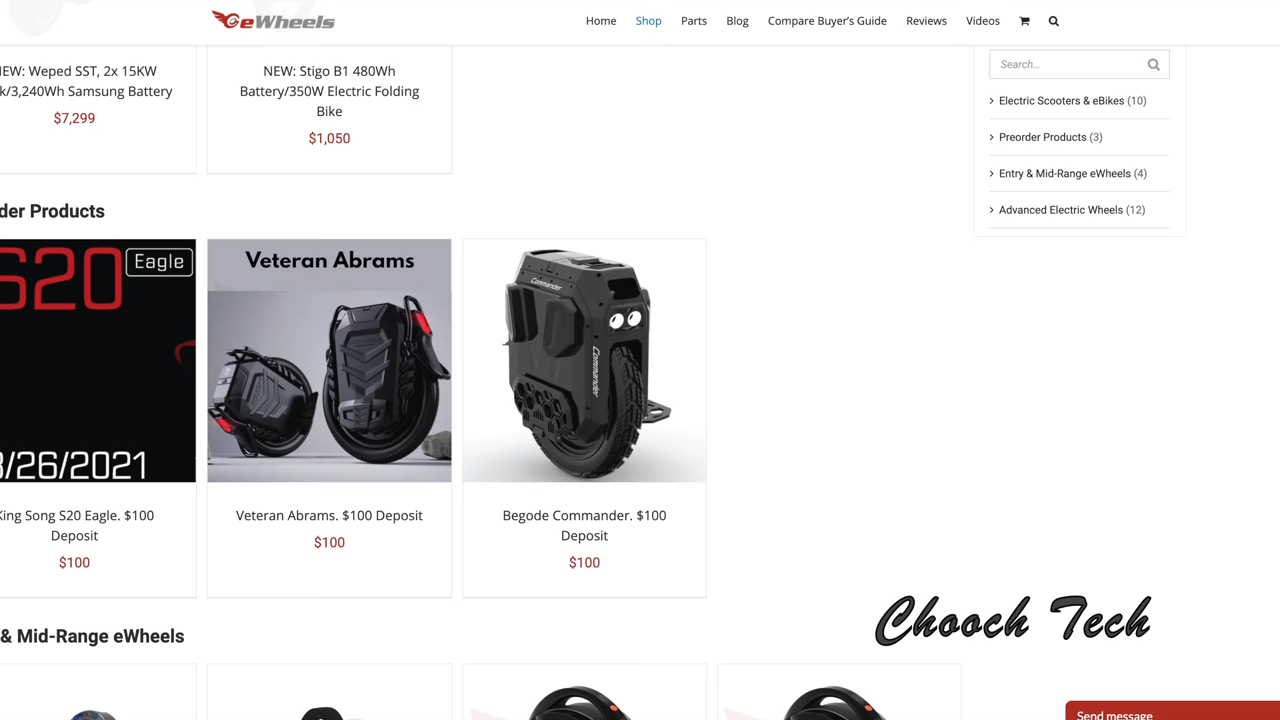 eWheels
Home Shop Parts Blog Compare Buyer's Guide Reviews Videos
EW: Weped SST, 2x 15KW
k/3,240Wh Samsung Battery
$7,299
NEW: Stigo B1 480Wh
Battery/350W Electric Folding
Bike
$1,050
Search...
Electric Scooters & eBikes (10)
Preorder Products (3)
Entry & Mid-Range eWheels (4)
Advanced Electric Wheels (12)
der Products
S20
Eagle
/26/2021
Veteran Abrams
Commander
Commander
King Song S20 Eagle. $100
Deposit
$100
Veteran Abrams. $100 Deposit
$100
Begode Commander. $100
Deposit
$100
Chooch Tech
& Mid-Range eWheels
Send message